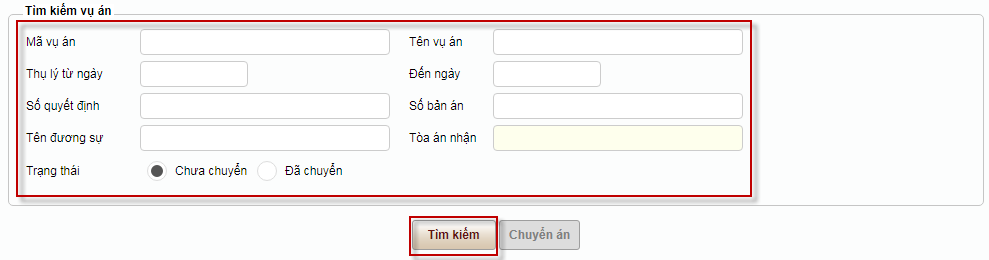 Tìm kiếm vụ án
Mã vụ án Tên vụ án
Thụ lý từ ngày Đến ngày
Số quyết định Số bản án
Tên đương sự Tòa án nhận
Trạng thái Chưa chuyển Đã chuyển
Tìm kiếm Chuyển án